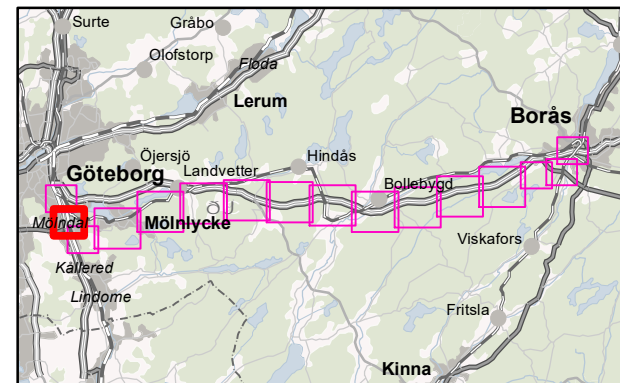 Surte
Gråbo
Olofstorp
Floda
Lerum
Borås
Öjersjö
Hindås
Göteborg
Landvetter
Bollebygd
Mölndal
Mölnlycke
Viskafors
Kållered
Lindome
Fritsla
Kinna